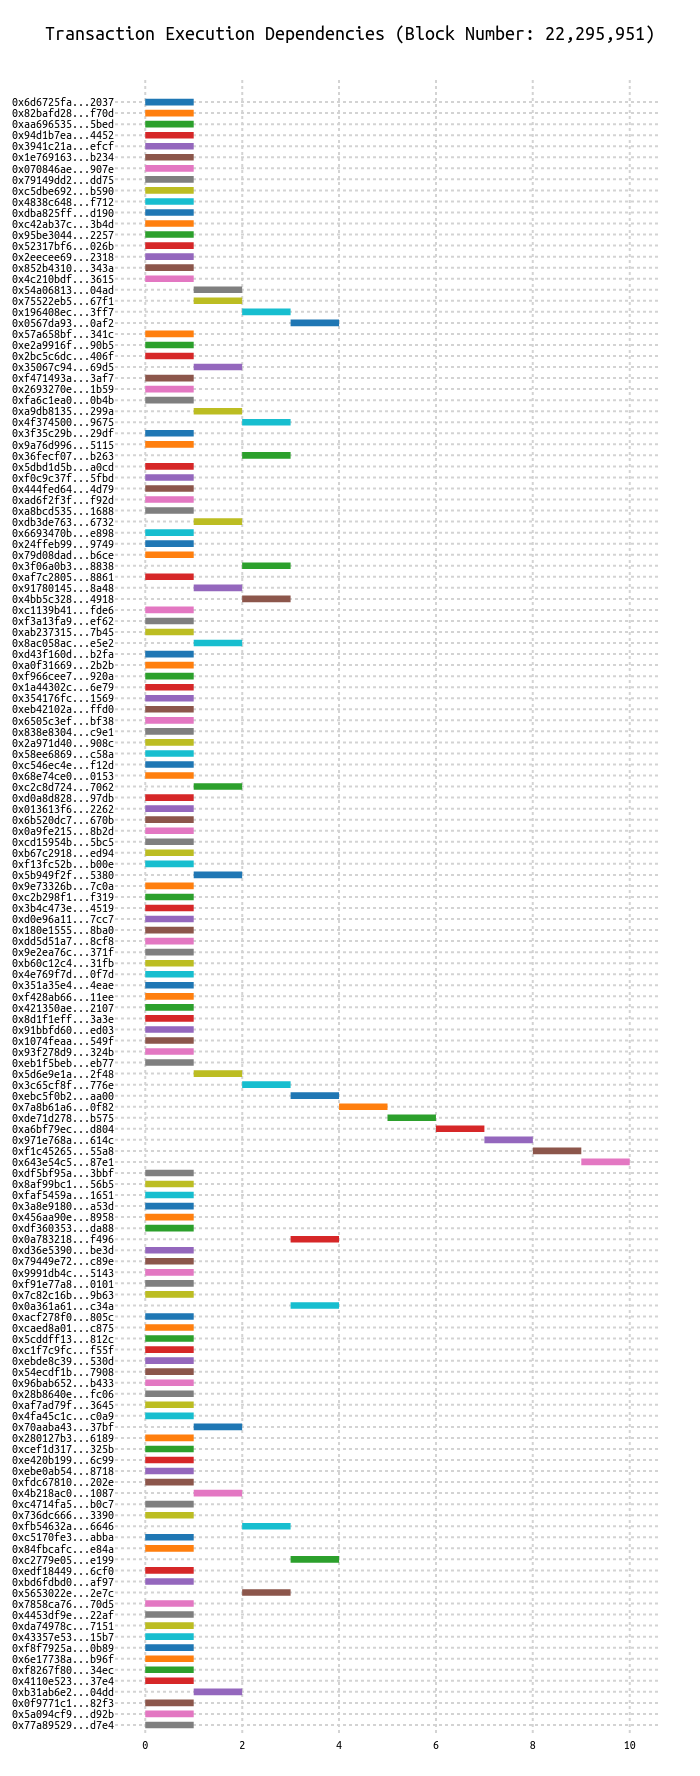 Transaction Execution Dependencies (Block Number: 22,295,951)
0x6d6725fa...2037
0x82bafd28...f70d
0xaa696535...5bed
0x94d1b7ea...4452
0x3941c21a...efcf
0x1e769163...b234
0x070846ae...907e
0x79149dd2...dd75
0xc5dbe692...b590
0x4838c648...f712
0xdba825ff...d190
0xc42ab37c...3b4d
0x95be3044...2257
0x52317bf6...026b
0x2eecee69...2318
0x852b4310...343a
0x4c210bdf...3615
0x54a06813...04ad
0x75522eb5...67f1
0x196408ec...3ff7
0x0567da93...0af2
0x57a658bf...341c
0xe2a9916f...90b5
0x2bc5c6dc...406f
0x35067c94...69d5
0xf471493a...3af7
0x2693270e...1b59
0xfa6c1ea0...0b4b
0xa9db8135...299a
0x4f374500...9675
0x3f35c29b...29df
0x9a76d996...5115
0x36fecf07...b263
0x5dbd1d5b...a0cd
0xf0c9c37f...5fbd
0x444fed64...4d79
0xad6f2f3f...f92d
0xa8bcd535...1688
0xdb3de763...6732
0x6693470b...e898
0x24ffeb99...9749
0x79d08dad...b6ce
0x3f06a0b3...8838
0xaf7c2805...8861
0x91780145...8a48
0x4bb5c328...4918
0xc1139b41...fde6
0xf3a13fa9...ef62
0xab237315...7b45
0x8ac058ac...e5e2
0xd43f160d...b2fa
0xa0f31669...2b2b
0xf966cee7...920a
0x1a44302c...6e79
0x354176fc...1569
0xeb42102a...ffd0
0x6505c3ef...bf38
0x838e8304...c9e1
0x2a971d40...908c
0x58ee6869...c58a
0xc546ec4e...f12d
0x68e74ce0...0153
0xc2c8d724...7062
0xd0a8d828...97db
0x013613f6...2262
0x6b520dc7...670b
0x0a9fe215...8b2d
0xcd15954b...5bc5
0xb67c2918...ed94
0xf13fc52b...b00e
0x5b949f2f...5380
0x9e73326b...7c0a
0xc2b298f1...f319
0x3b4c473e...4519
0xd0e96a11...7cc7
0x180e1555...8ba0
0xdd5d51a7...8cf8
0x9e2ea76c...371f
0xb60c12c4...31fb
0x4e769f7d...0f7d
0x351a35e4...4eae
0xf428ab66...11ee
0x421350ae...2107
0x8d1f1eff...3a3e
0x91bbfd60...ed03
0x1074feaa...549f
0x93f278d9...324b
0xeb1f5beb...eb77
0x5d6e9e1a...2f48
0x3c65cf8f...776e
0xebc5f0b2...aa00
0x7a8b61a6...0f82
0xde71d278...b575
0xa6bf79ec...d804
0x971e768a...614c
0xf1c45265...55a8
0x643e54c5...87e1
0xdf5bf95a...3bbf
0x8af99bc1...56b5
0xfaf5459a...1651
0x3a8e9180...a53d
0x456aa90e...8958
0xdf360353...da88
0x0a783218...f496
0xd36e5390...be3d
0x79449e72...c89e
0x9991db4c...5143
0xf91e77a8...0101
0x7c82c16b...9b63
0x0a361a61...c34a
0xacf278f0...805c
0xcaed8a01...c875
0x5cddff13...812c
0xc1f7c9fc...f55f
0xebde8c39...530d
0x54ecdf1b...7908
0x96bab652...b433
0x28b8640e...fc06
0xaf7ad79f...3645
0x4fa45c1c...c0a9
0x70aaba43...37bf
0x280127b3...6189
0xcef1d317...325b
0xe420b199...6c99
0xebe0ab54...8718
0xfdc67810...202e
0x4b218ac0...1087
0xc4714fa5...b0c7
0x736dc666...3390
0xfb54632a...6646
0xc5170fe3...abba
0x84fbcafc...e84a
0xc2779e05...e199
0xedf18449...6cf0
0xbd6fdbd0...af97
0x5653022e...2e7c
0x7858ca76...70d5
0x4453df9e...22af
0xda74978c...7151
0x43357e53...15b7
0xf8f7925a...0b89
0x6e17738a...b96f
0xf8267f80...34ec
0x4110e523...37e4
0xb31ab6e2...04dd
0x0f9771c1...82f3
0x5a094cf9...d92b
0x77a89529...d7e4
0 2 4 6 8 10